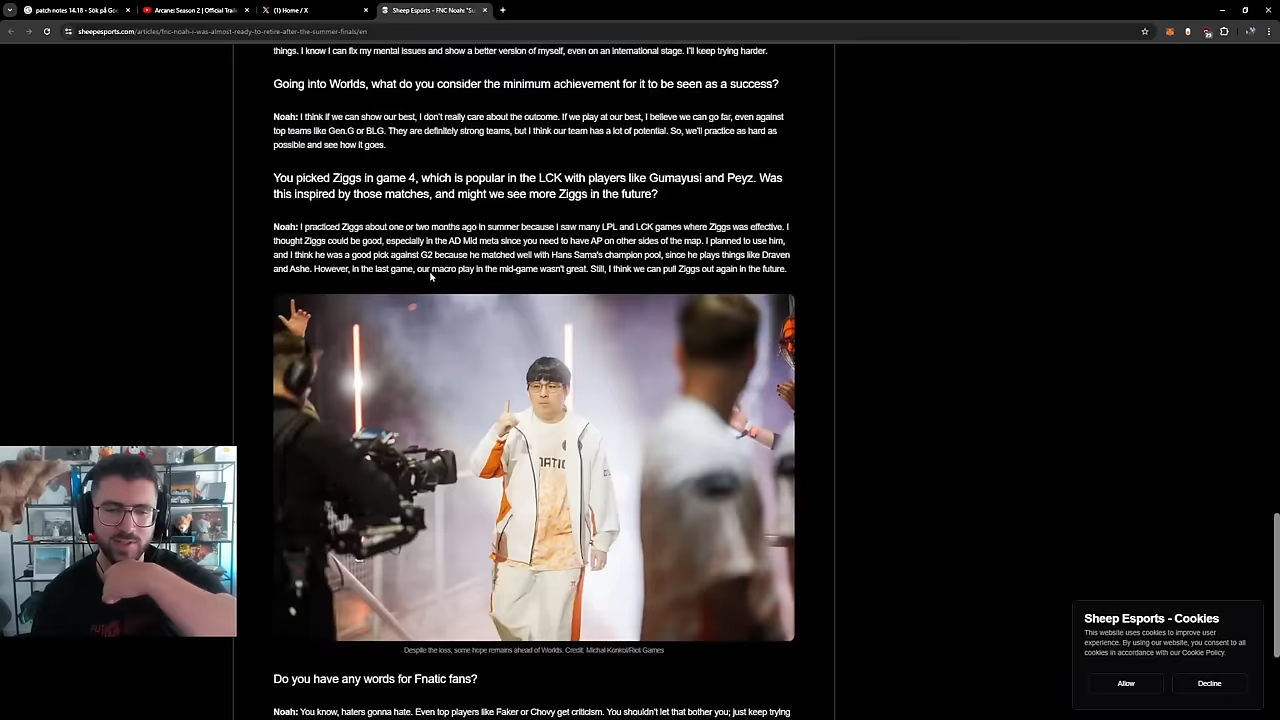 patch notes 14.18 - Sök på Goo
Arcane: Season 2 | Official Trail
Home / X
Sheep Esports - FNC Noah: "Su
sheepesports.com/articles/fnc-noah-i-was-almost-ready-to-retire-after-the-summer-finals/en
things. I know I can fix my mental issues and show a better version of myself, even on an international stage. I'll keep trying harder.
Going into Worlds, what do you consider the minimum achievement for it to be seen as a success?
Noah: I think if we can show our best, I don't really care about the outcome. If we play at our best, I believe we can go far, even against
top teams like Gen.G or BLG. They are definitely strong teams, but I think our team has a lot of potential. So, we'll practice as hard as
possible and see how it goes.
You picked Ziggs in game 4, which is popular in the LCK with players like Gumayusi and Peyz. Was
this inspired by those matches, and might we see more Ziggs in the future?
Noah: I practiced Ziggs about one or two months ago in summer because I saw many LPL and LCK games where Ziggs was effective. I
thought Ziggs could be good, especially in the AD Mid meta since you need to have AP on other sides of the map. I planned to use him,
and I think he was a good pick against G2 because he matched well with Hans Sama's champion pool, since he plays things like Draven
and Ashe. However, in the last game, our macro play in the mid-game wasn't great. Still, I think we can pull Ziggs out again in the future.
Despite the loss, some hope remains ahead of Worlds. Credit: Michal Konkol/Riot Games
Do you have any words for Fnatic fans?
Noah: You know, haters gonna hate. Even top players like Faker or Chovy get criticism. You shouldn't let that bother you; just keep trying
Sheep Esports - Cookies
This website uses cookies to improve user
experience. By using our website, you consent to all
cookies in accordance with our Cookie Policy.
Allow
Decline